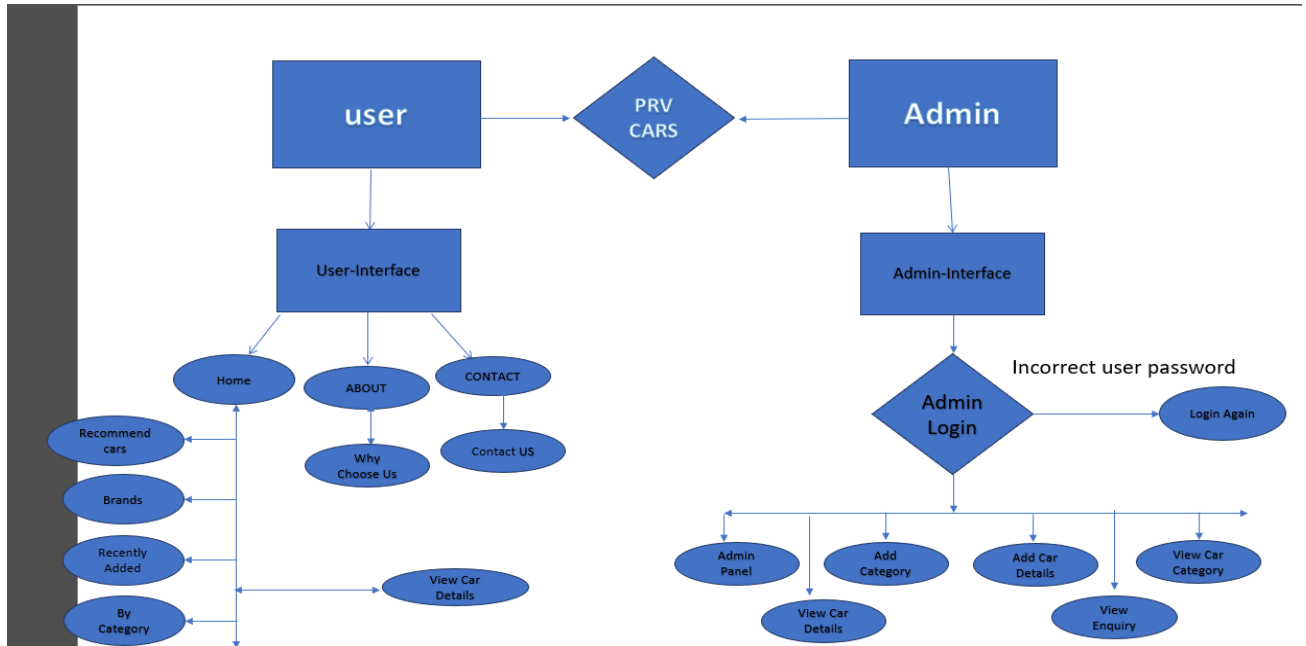 user
PRV
CARS
Admin
User-Interface
Admin-Interface
Home
ABOUT
CONTACT
Incorrect user password
Admin
Login
Login Again
Recommend
cars
Why
Choose Us
Contact US
Brands
Recently
Added
Admin
Panel
Add
Category
Add Car
Details
View Car
Category
View Car
Details
By
Category
View Car
Details
View
Enquiry